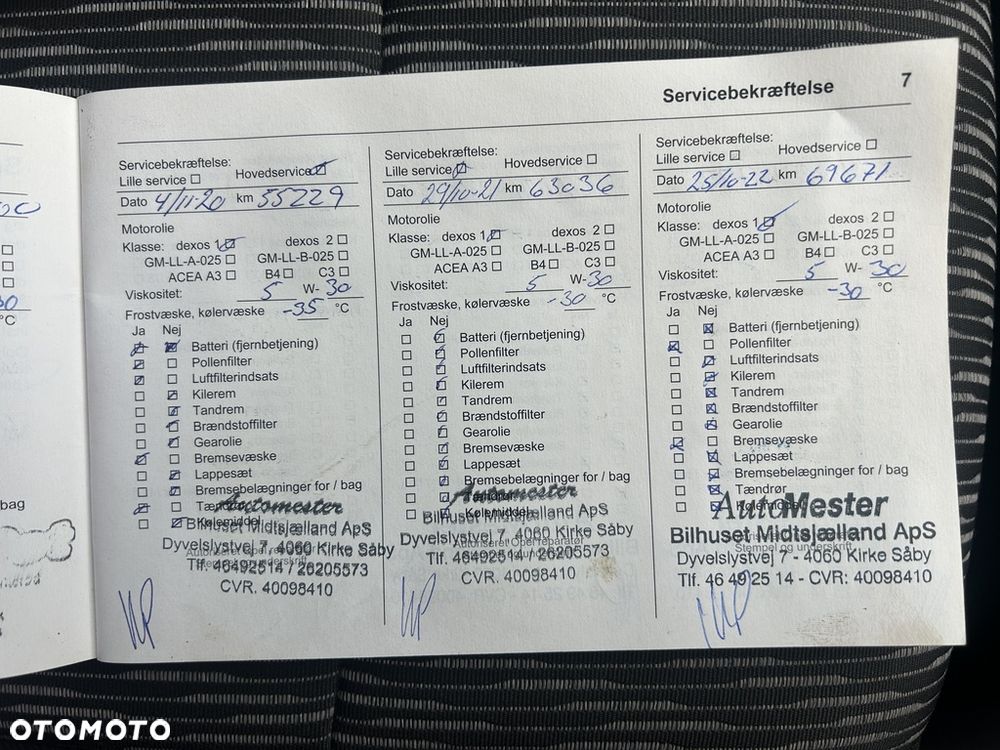 Servicebekræftelse 7
Servicebekræftelse:
Lille service Hovedservice
Dato 4/11-20 km 55229
Motorolie
Klasse: dexos 1 dexos 2
GM-LL-A-025 GM-LL-B-025
ACEA A3 B4 C3
Viskositet: 5 W-30
Frostvæske, kølervæske -35 °C
Ja Nej
Batteri (fjernbetjening)
Pollenfilter
Luftfilterindsats
Kilerem
Tandrem
Brændstoffilter
Gearolie
Bremsevæske
Lappesæt
Bremsebelægninger for / bag
Tændrør
Kølemiddel
Automester
Bilhuset Midtsjælland ApS
Dyvelslystvej 7, 4060 Kirke Såby
Tlf. 46492514 / 26205573
CVR. 40098410
Servicebekræftelse:
Lille service Hovedservice
Dato 29/10-21 km 63036
Motorolie
Klasse: dexos 1 dexos 2
GM-LL-A-025 GM-LL-B-025
ACEA A3 B4 C3
Viskositet: 5 W-30
Frostvæske, kølervæske -30 °C
Ja Nej
Batteri (fjernbetjening)
Pollenfilter
Luftfilterindsats
Kilerem
Tandrem
Brændstoffilter
Gearolie
Bremsevæske
Lappesæt
Bremsebelægninger for / bag
Tændrør
Kølemiddel
Automester
Bilhuset Midtsjælland ApS
Dyvelslystvej 7, 4060 Kirke Såby
Autoriseret Opel reparatør
Tlf. 46492514 / 26205573
CVR. 40098410
Servicebekræftelse:
Lille service Hovedservice
Dato 25/10-22 km 69671
Motorolie
Klasse: dexos 1 dexos 2
GM-LL-A-025 GM-LL-B-025
ACEA A3 B4 C3
Viskositet: 5 W-30
Frostvæske, kølervæske -30 °C
Ja Nej
Batteri (fjernbetjening)
Pollenfilter
Luftfilterindsats
Kilerem
Tandrem
Brændstoffilter
Gearolie
Bremsevæske
Lappesæt
Bremsebelægninger for / bag
Tændrør
AutoMester
Bilhuset Midtsjælland ApS
Stempel og underskrift
Dyvelslystvej 7 - 4060 Kirke Såby
Tlf. 46 49 25 14 - CVR: 40098410
°C
bag
OTOMOTO